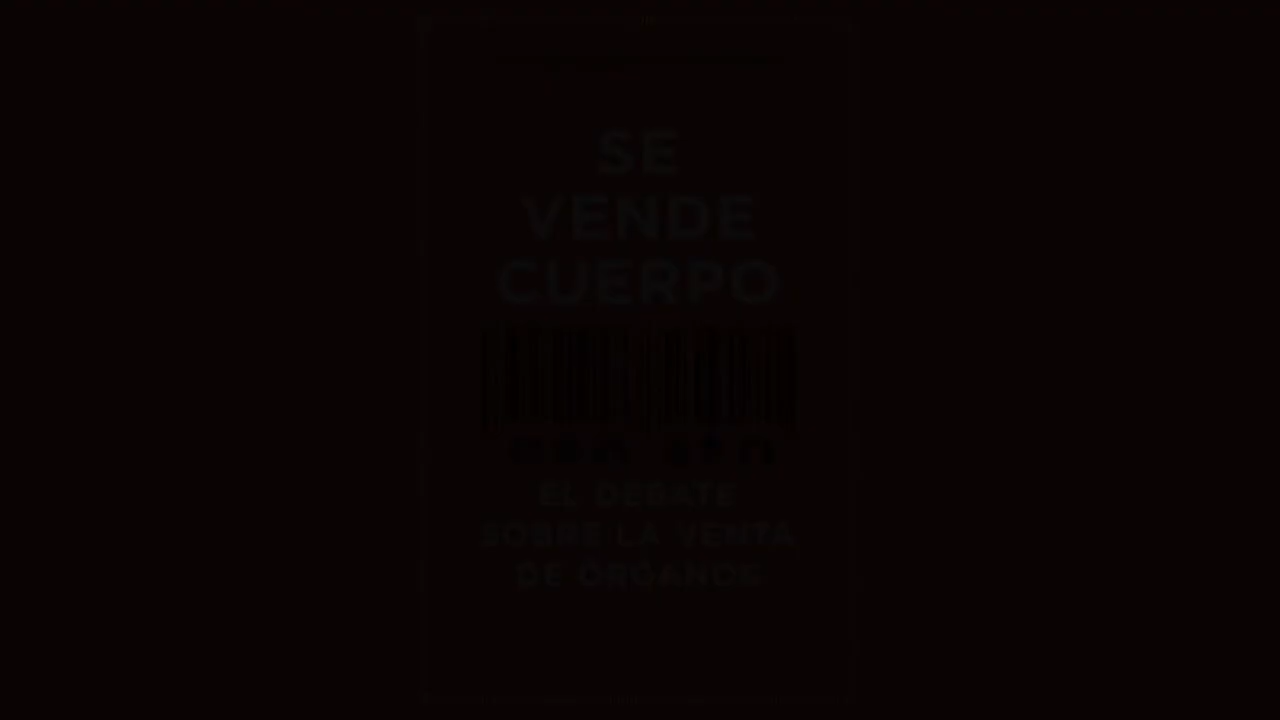 SE
VENDE
CUERPO
EL DEBATE
SOBRE LA VENTA
DE ÓRGANOS